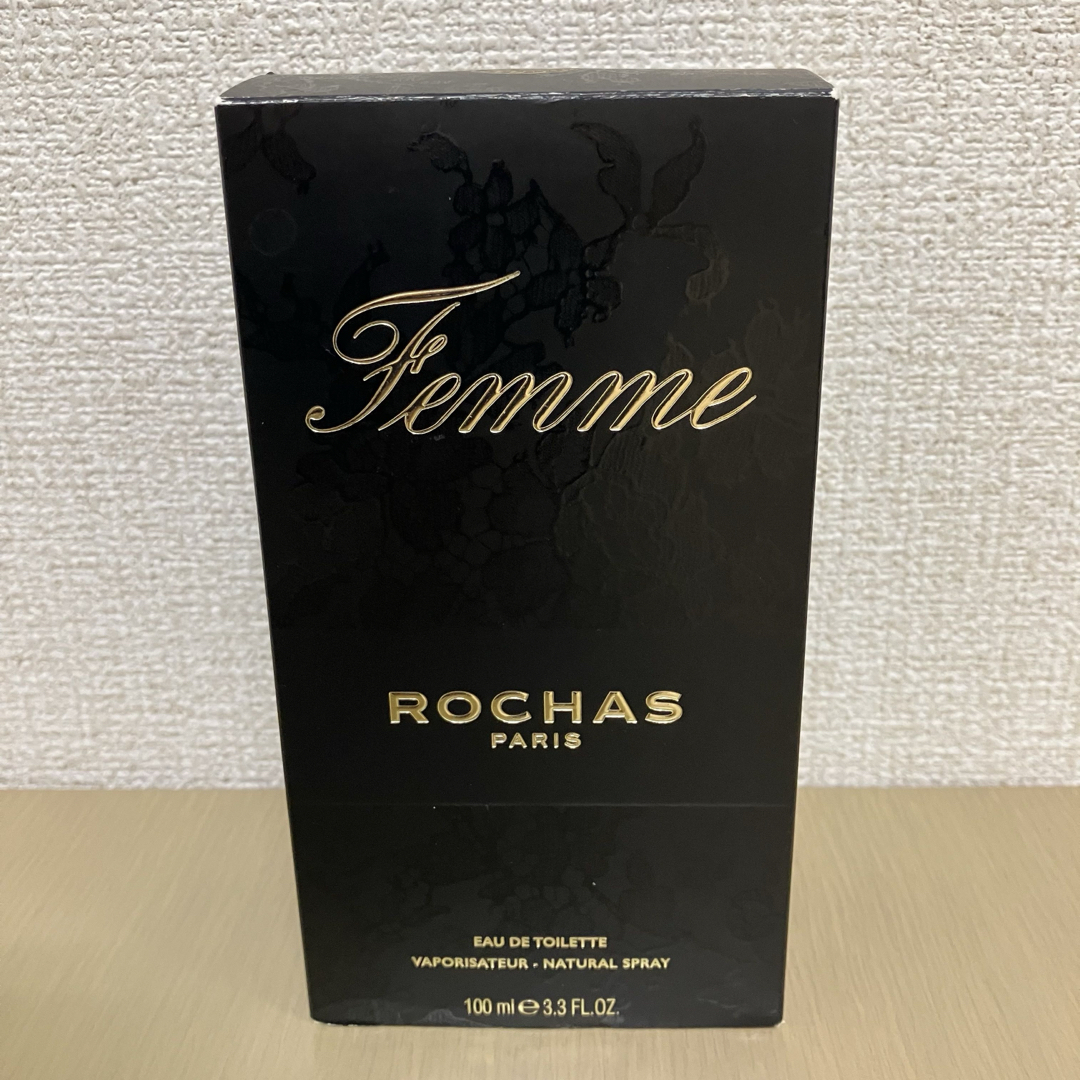 Femme
ROCHAS
PARIS
EAU DE TOILETTE
VAPORISATEUR - NATURAL SPRAY
100 ml ℮ 3.3 FL.OZ.